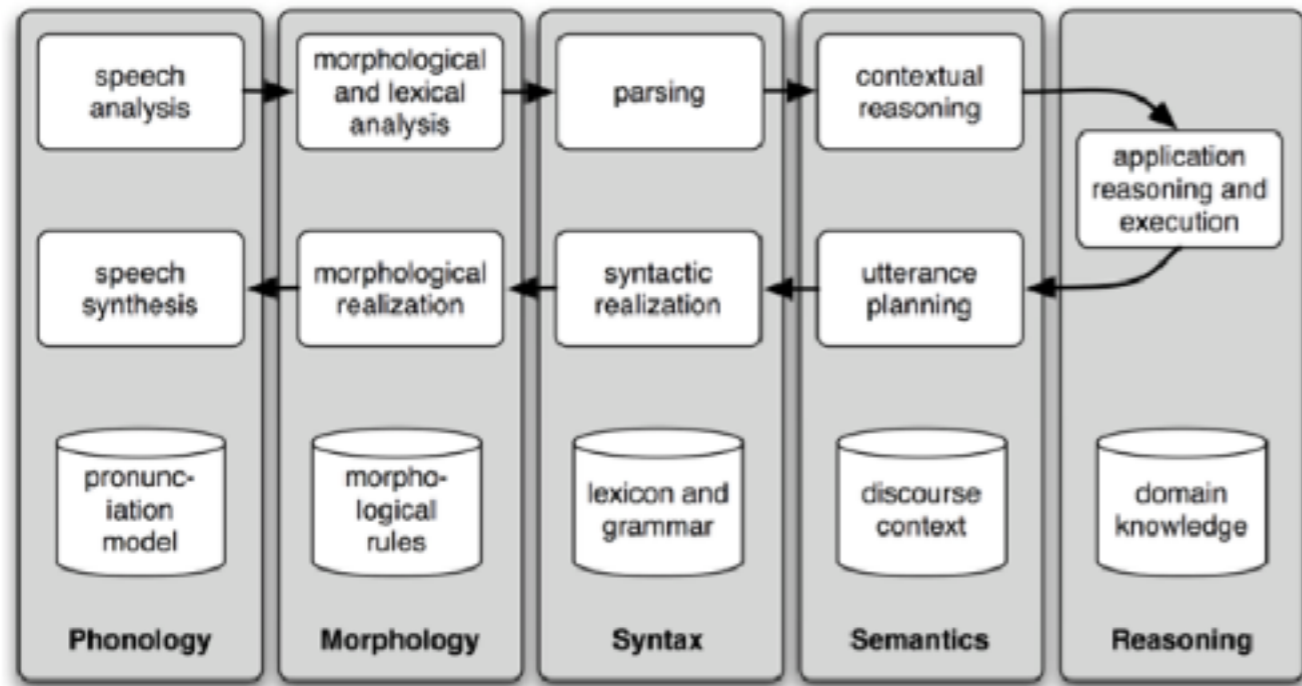 speech
analysis
morphological
and lexical
analysis
parsing
contextual
reasoning
application
reasoning and
execution
speech
synthesis
morphological
realization
syntactic
realization
utterance
planning
pronunc-
iation
model
morpho-
logical
rules
lexicon and
grammar
discourse
context
domain
knowledge
Phonology
Morphology
Syntax
Semantics
Reasoning